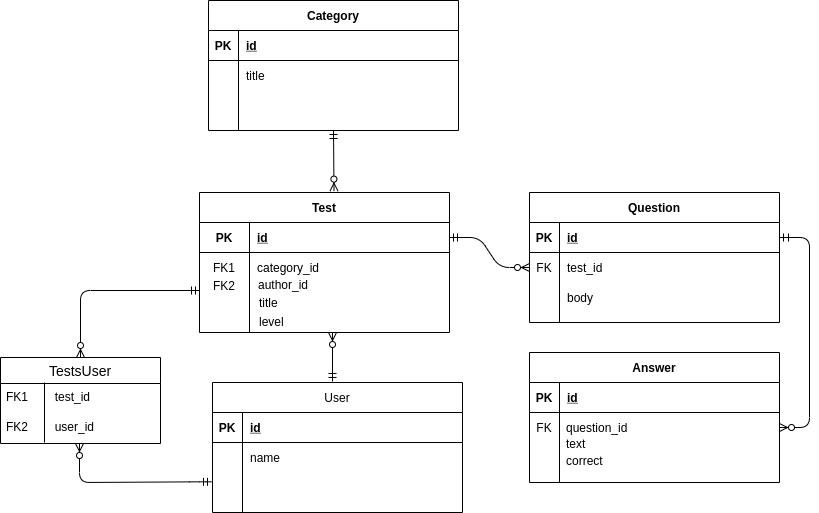 Category
PK id
title
Test
PK id
FK1 category_id
FK2 author_id
title
level
Question
PK id
FK test_id
body
TestsUser
FK1 test_id
FK2 user_id
User
PK id
name
Answer
PK id
FK question_id
text
correct